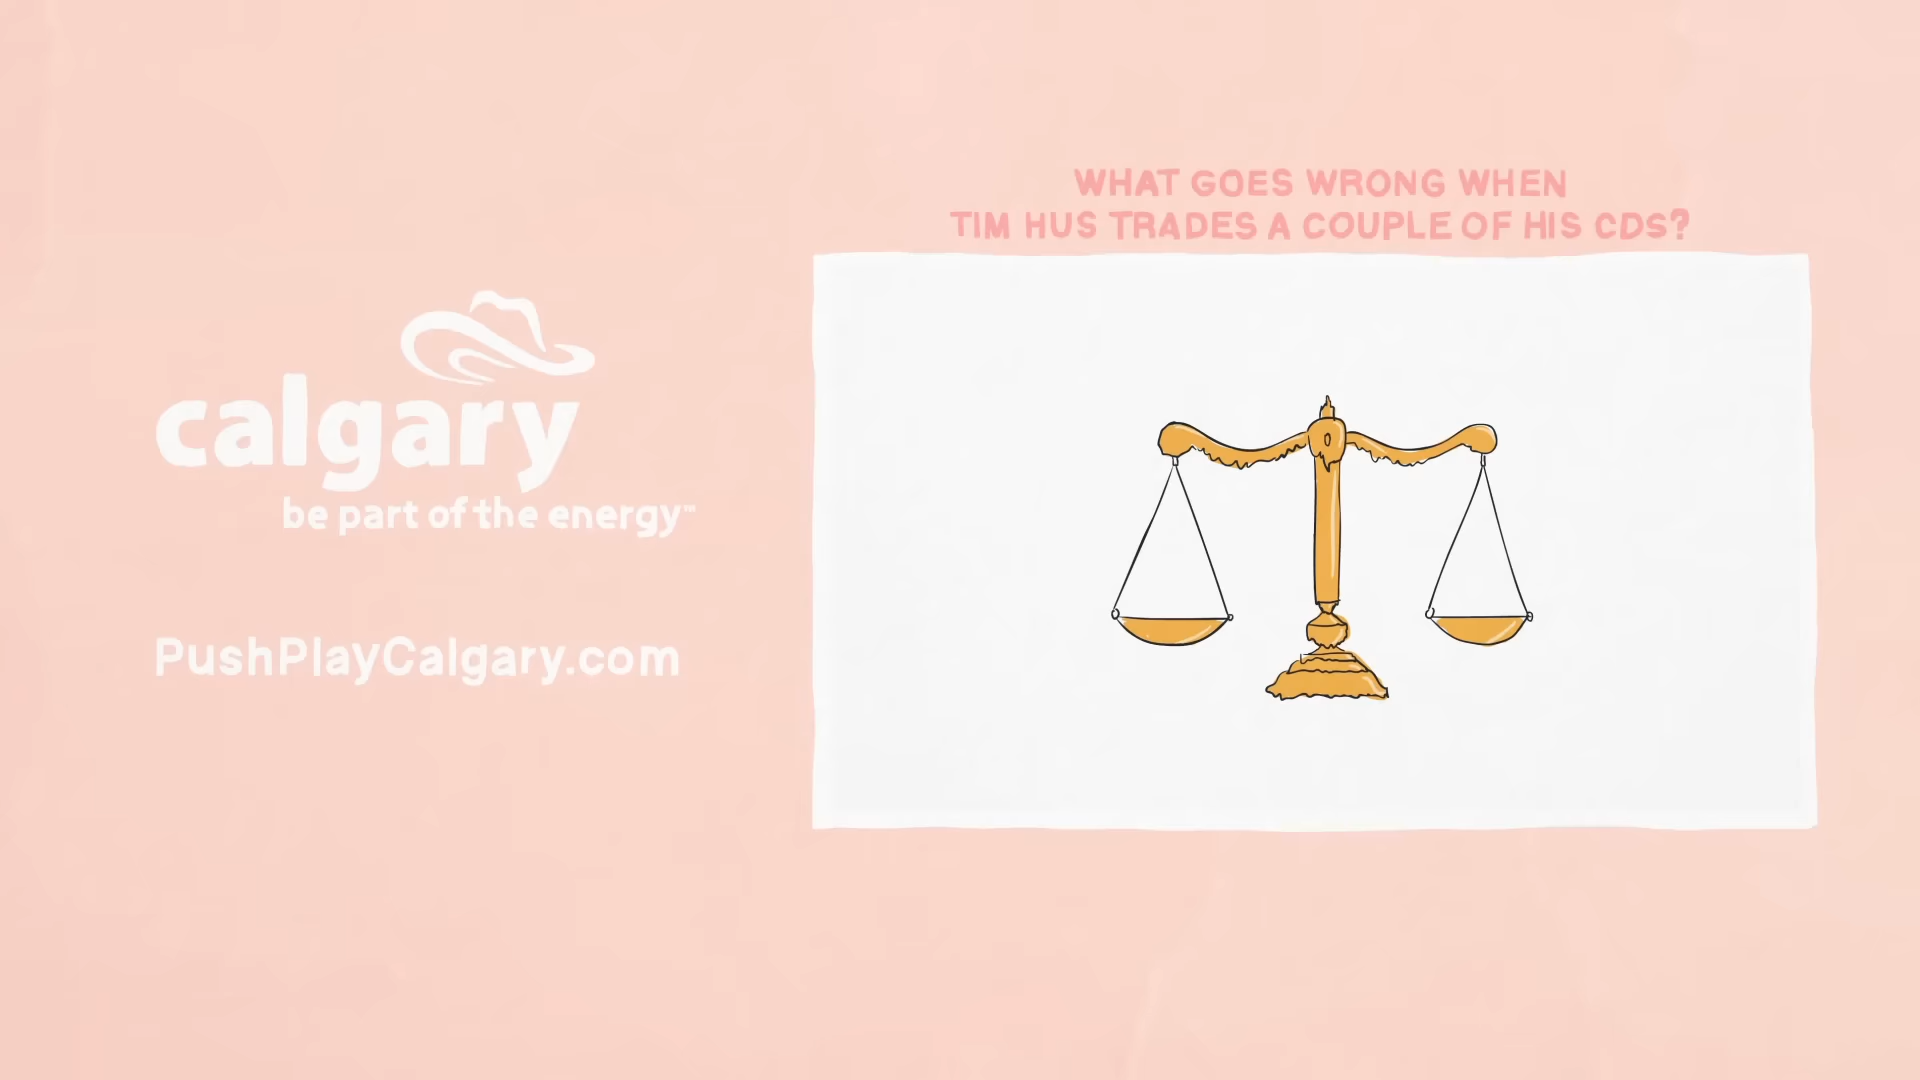 WHAT GOES WRONG WHEN
TIM HUS TRADES A COUPLE OF HIS CDS?
calgary
be part of the energy™
PushPlayCalgary.com